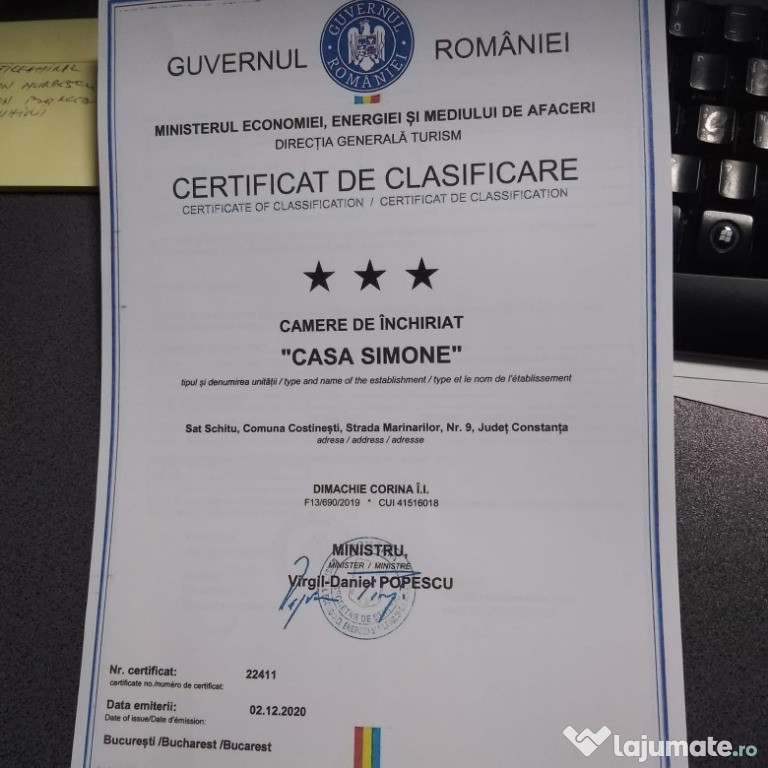 GUVERNUL ROMÂNIEI
GUVERNUL ROMÂNIEI
MINISTERUL ECONOMIEI, ENERGIEI ȘI MEDIULUI DE AFACERI
DIRECȚIA GENERALĂ TURISM
CERTIFICAT DE CLASIFICARE
CERTIFICATE OF CLASSIFICATION / CERTIFICAT DE CLASSIFICATION
CAMERE DE ÎNCHIRIAT
"CASA SIMONE"
tipul și denumirea unității / type and name of the establishment / type et le nom de l'établissement
Sat Schitu, Comuna Costinești, Strada Marinarilor, Nr. 9, Județ Constanța
adresa / address / adresse
DIMACHIE CORINA Î.I.
F13/690/2019 * CUI 41516018
MINISTRU,
MINISTER / MINISTRE
Virgil-Daniel POPESCU
Nr. certificat: 22411
certificate no./numéro de certificat:
Data emiterii: 02.12.2020
Date of issue/Date d'émission:
București /Bucharest /Bucarest
lajumate.ro